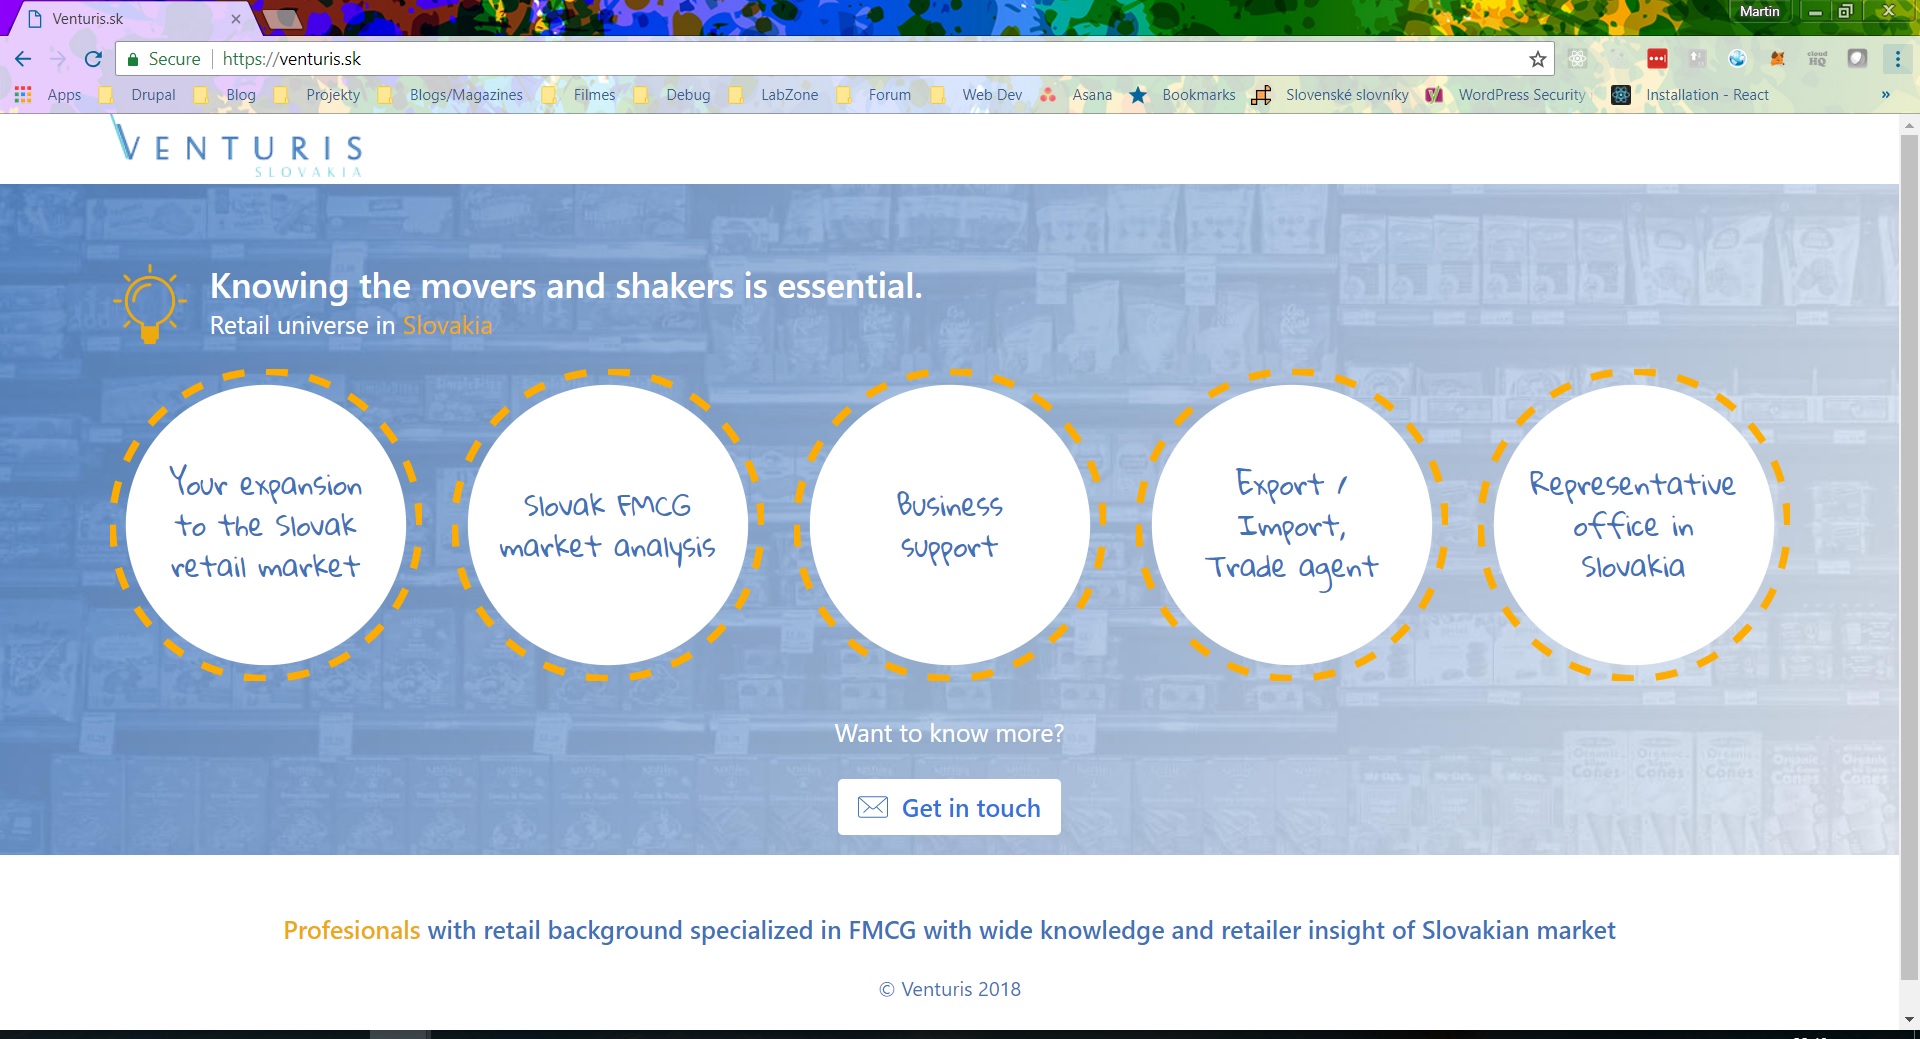 Venturis.sk
Martin
Secure https://venturis.sk
Apps Drupal Blog Projekty Blogs/Magazines Filmes Debug LabZone Forum Web Dev Asana Bookmarks Slovenské slovníky WordPress Security Installation - React »
VENTURIS
SLOVAKIA
Knowing the movers and shakers is essential.
Retail universe in Slovakia
Your expansion
to the Slovak
retail market
Slovak FMCG
market analysis
Business
support
Export /
Import,
Trade agent
Representative
office in
Slovakia
Want to know more?
Get in touch
Profesionals with retail background specialized in FMCG with wide knowledge and retailer insight of Slovakian market
© Venturis 2018